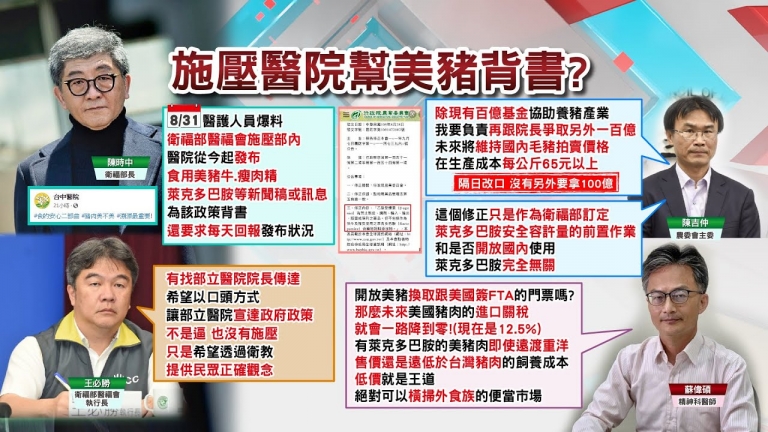 施壓醫院幫美豬背書?
陳時中
衛福部長
台中醫院
8/31 醫護人員爆料
衛福部醫福會施壓部內
醫院從今起發布
食用美豬牛.瘦肉精
萊克多巴胺等新聞稿或訊息
為該政策背書
還要求每天回報發布狀況
除現有百億基金協助養豬產業
我要負責再跟院長爭取另外一百億
未來將維持國內毛豬拍賣價格
在生產成本每公斤65元以上
隔日改口 沒有另外要拿100億
這個修正只是作為衛福部訂定
萊克多巴胺安全容許量的前置作業
和是否開放國內使用
萊克多巴胺完全無關
陳吉仲
農委會主委
王必勝
衛福部醫福會
執行長
有找部立醫院院長傳達
希望以口頭方式
讓部立醫院宣達政府政策
不是逼 也沒有施壓
只是希望透過衛教
提供民眾正確觀念
開放美豬換取跟美國簽FTA的門票嗎?
那麼未來美國豬肉的進口關稅
就會一路降到零!(現在是12.5%)
有萊克多巴胺的美豬肉即使遠渡重洋
售價還是遠低於台灣豬肉的飼養成本
低價就是王道
絕對可以橫掃外食族的便當市場
蘇偉碩
精神科醫師